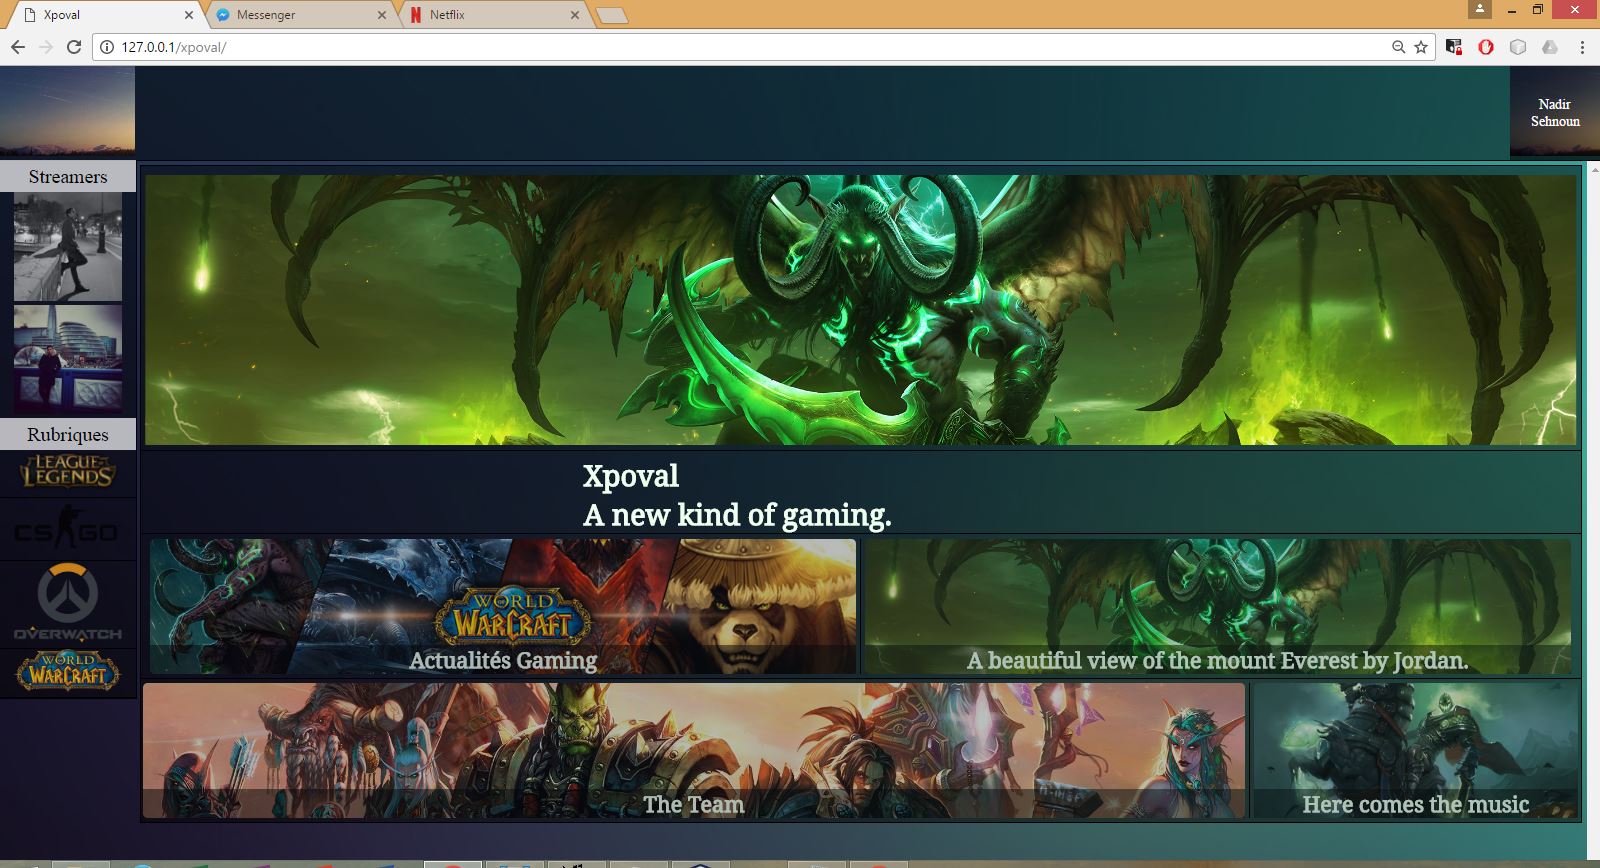 Xpoval
Messenger
Netflix
127.0.0.1/xpoval/
Nadir
Sehnoun
Streamers
Rubriques
LEAGUE OF
LEGENDS
CS GO
OVERWATCH
WORLD
WARCRAFT
Xpoval
A new kind of gaming.
WORLD
WARCRAFT
Actualités Gaming
A beautiful view of the mount Everest by Jordan.
The Team
Here comes the music